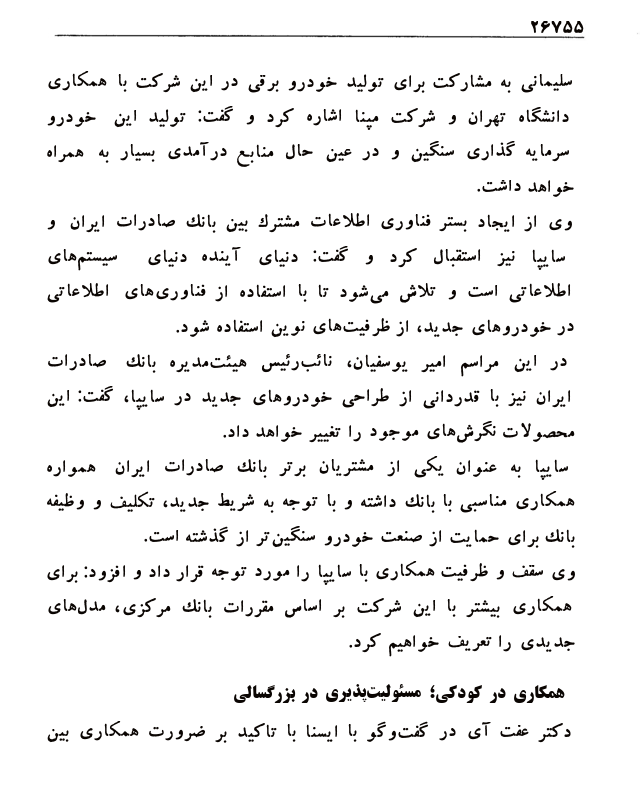 ۲۶۷۵۵
سلیمانی به مشارکت برای تولید خودرو برقی در این شرکت با همکاری
دانشگاه تهران و شرکت مپنا اشاره کرد و گفت: تولید این خودرو
سرمایه گذاری سنگین و در عین حال منابع درآمدی بسیار به همراه
خواهد داشت.
وی از ایجاد بستر فناوری اطلاعات مشترك بین بانك صادرات ایران و
سایپا نیز استقبال کرد و گفت: دنیای آینده دنیای سیستم‌های
اطلاعاتی است و تلاش می‌شود تا با استفاده از فناوری‌های اطلاعاتی
در خودروهای جدید، از ظرفیت‌های نوین استفاده شود.
در این مراسم امیر یوسفیان، نائب‌رئیس هیئت‌مدیره بانك صادرات
ایران نیز با قدردانی از طراحی خودروهای جدید در سایپا، گفت: این
محصولات نگرش‌های موجود را تغییر خواهد داد.
سایپا به عنوان یکی از مشتریان برتر بانك صادرات ایران همواره
همکاری مناسبی با بانك داشته و با توجه به شریط جدید، تکلیف و وظیفه
بانك برای حمایت از صنعت خودرو سنگین‌تر از گذشته است.
وی سقف و ظرفیت همکاری با سایپا را مورد توجه قرار داد و افزود: برای
همکاری بیشتر با این شرکت بر اساس مقررات بانك مرکزی، مدل‌های
جدیدی را تعریف خواهیم کرد.
همکاری در کودکی؛ مسئولیت‌پذیری در بزرگسالی
دکتر عفت آی در گفت‌وگو با ایسنا با تاکید بر ضرورت همکاری بین